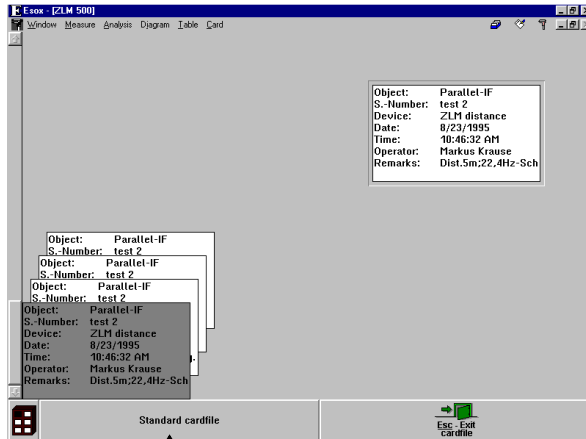 Esox - [ZLM 500]
Window Measure Analysis Djagram Table Card
Object: Parallel-IF
S.-Number: test 2
Device: ZLM distance
Date: 8/23/1995
Time: 10:46:32 AM
Operator: Markus Krause
Remarks: Dist.5m;22,4Hz-Sch
Object: Parallel-IF
S.-Number: test 2
Object: Parallel-IF
S.-Number: test 2
Object: Parallel-IF
S.-Number: test 2
Object: Parallel-IF
S.-Number: test 2
Device: ZLM distance
Date: 8/23/1995
Time: 10:46:32 AM
Operator: Markus Krause
Remarks: Dist.5m;22,4Hz-Sch
Standard cardfile
Esc - Exit
cardfile